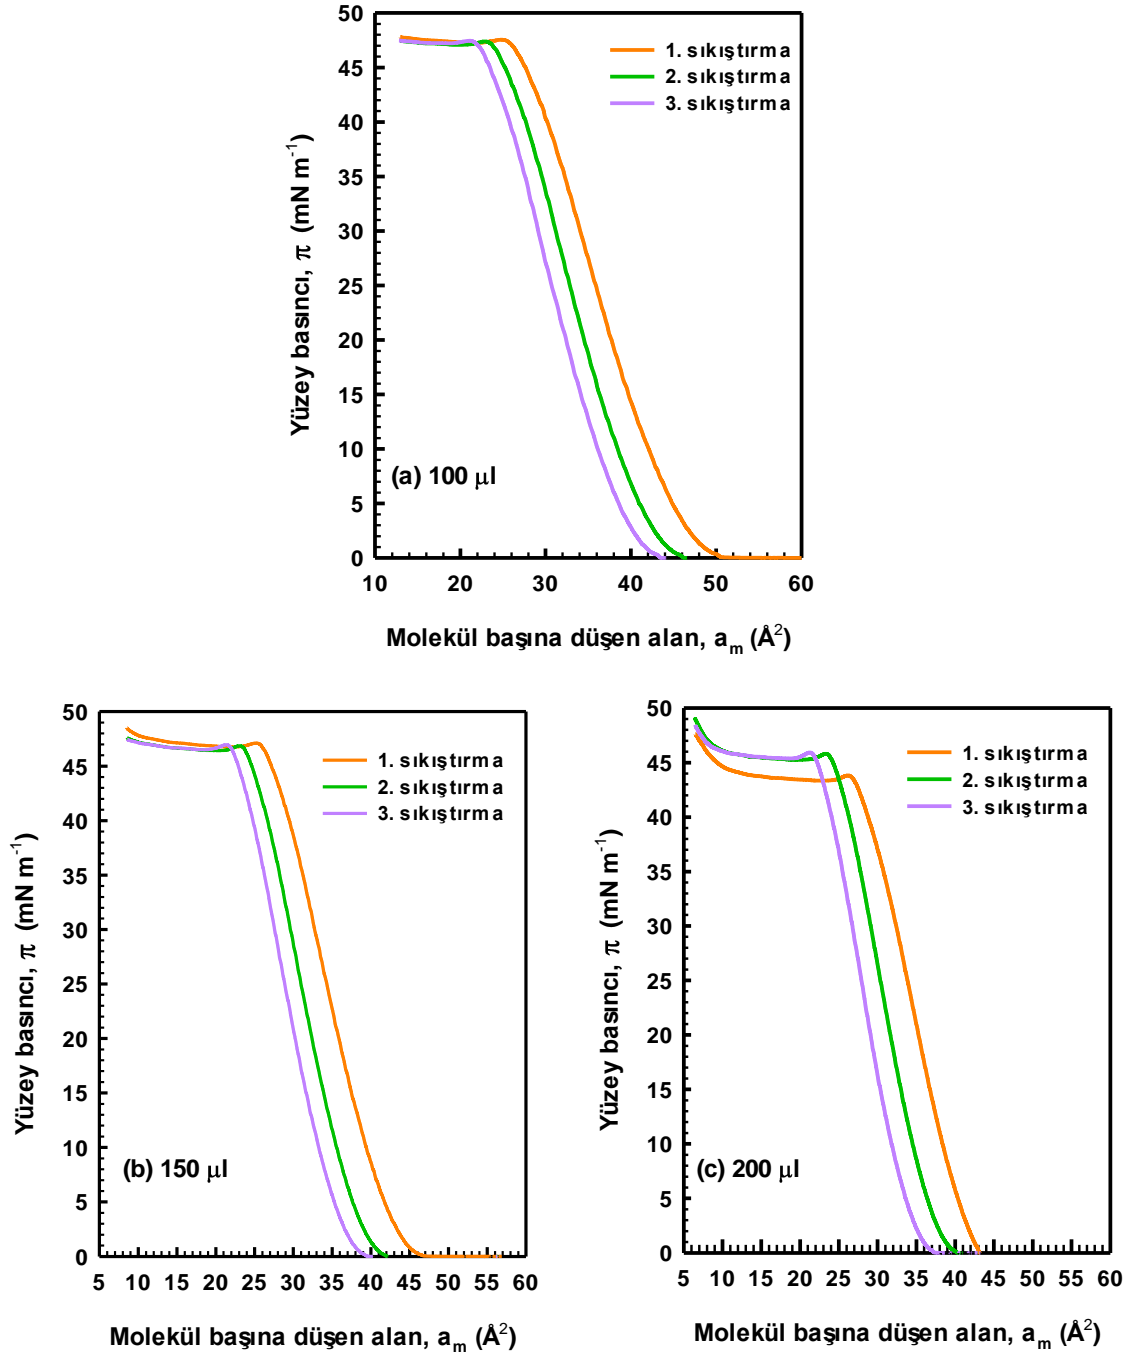 50
45
40
35
30
25
20
15
10
5
0
Yüzey basıncı, π (mN m⁻¹)
1. sıkıştırma
2. sıkıştırma
3. sıkıştırma
(a) 100 μl
10 20 30 40 50 60
Molekül başına düşen alan, aₘ (Å²)
50
45
40
35
30
25
20
15
10
5
0
Yüzey basıncı, π (mN m⁻¹)
1. sıkıştırma
2. sıkıştırma
3. sıkıştırma
(b) 150 μl
5 10 15 20 25 30 35 40 45 50 55 60
Molekül başına düşen alan, aₘ (Å²)
50
45
40
35
30
25
20
15
10
5
0
Yüzey basıncı, π (mN m⁻¹)
1. sıkıştırma
2. sıkıştırma
3. sıkıştırma
(c) 200 μl
5 10 15 20 25 30 35 40 45 50 55 60
Molekül başına düşen alan, aₘ (Å²)